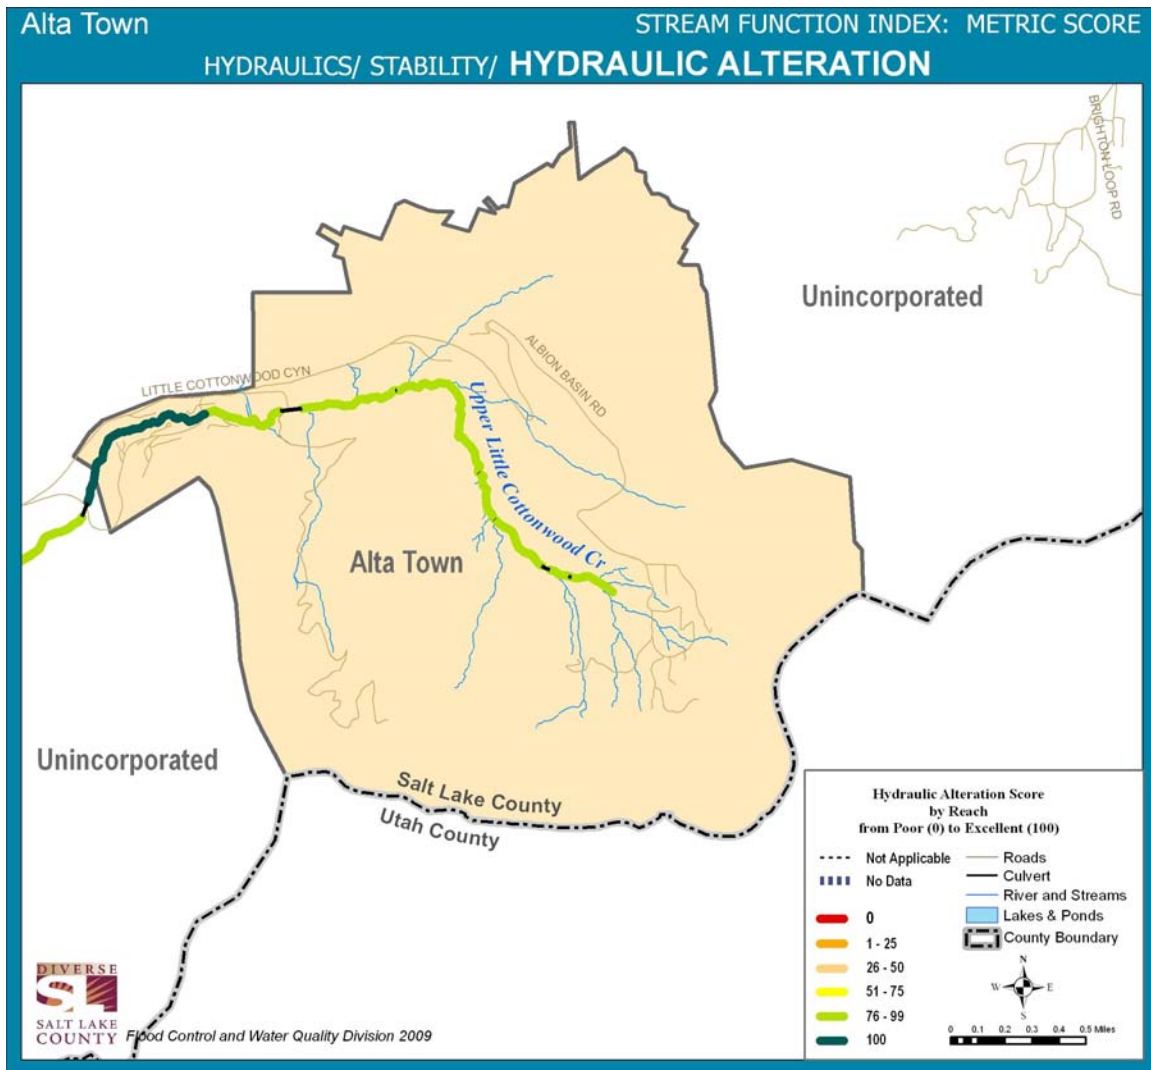 Alta Town
STREAM FUNCTION INDEX: METRIC SCORE
HYDRAULICS/ STABILITY/ HYDRAULIC ALTERATION
BRIGHTON LOOP RD
Unincorporated
LITTLE COTTONWOOD CYN
ALBION BASIN RD
Upper Little Cottonwood Cr
Alta Town
Unincorporated
Salt Lake County
Utah County
Hydraulic Alteration Score
by Reach
from Poor (0) to Excellent (100)
Not Applicable
No Data
0
1 - 25
26 - 50
51 - 75
76 - 99
100
Roads
Culvert
River and Streams
Lakes & Ponds
County Boundary
N
W E
S
0 0.1 0.2 0.3 0.4 0.5 Miles
DIVERSE
SL
SALT LAKE
COUNTY
Flood Control and Water Quality Division 2009